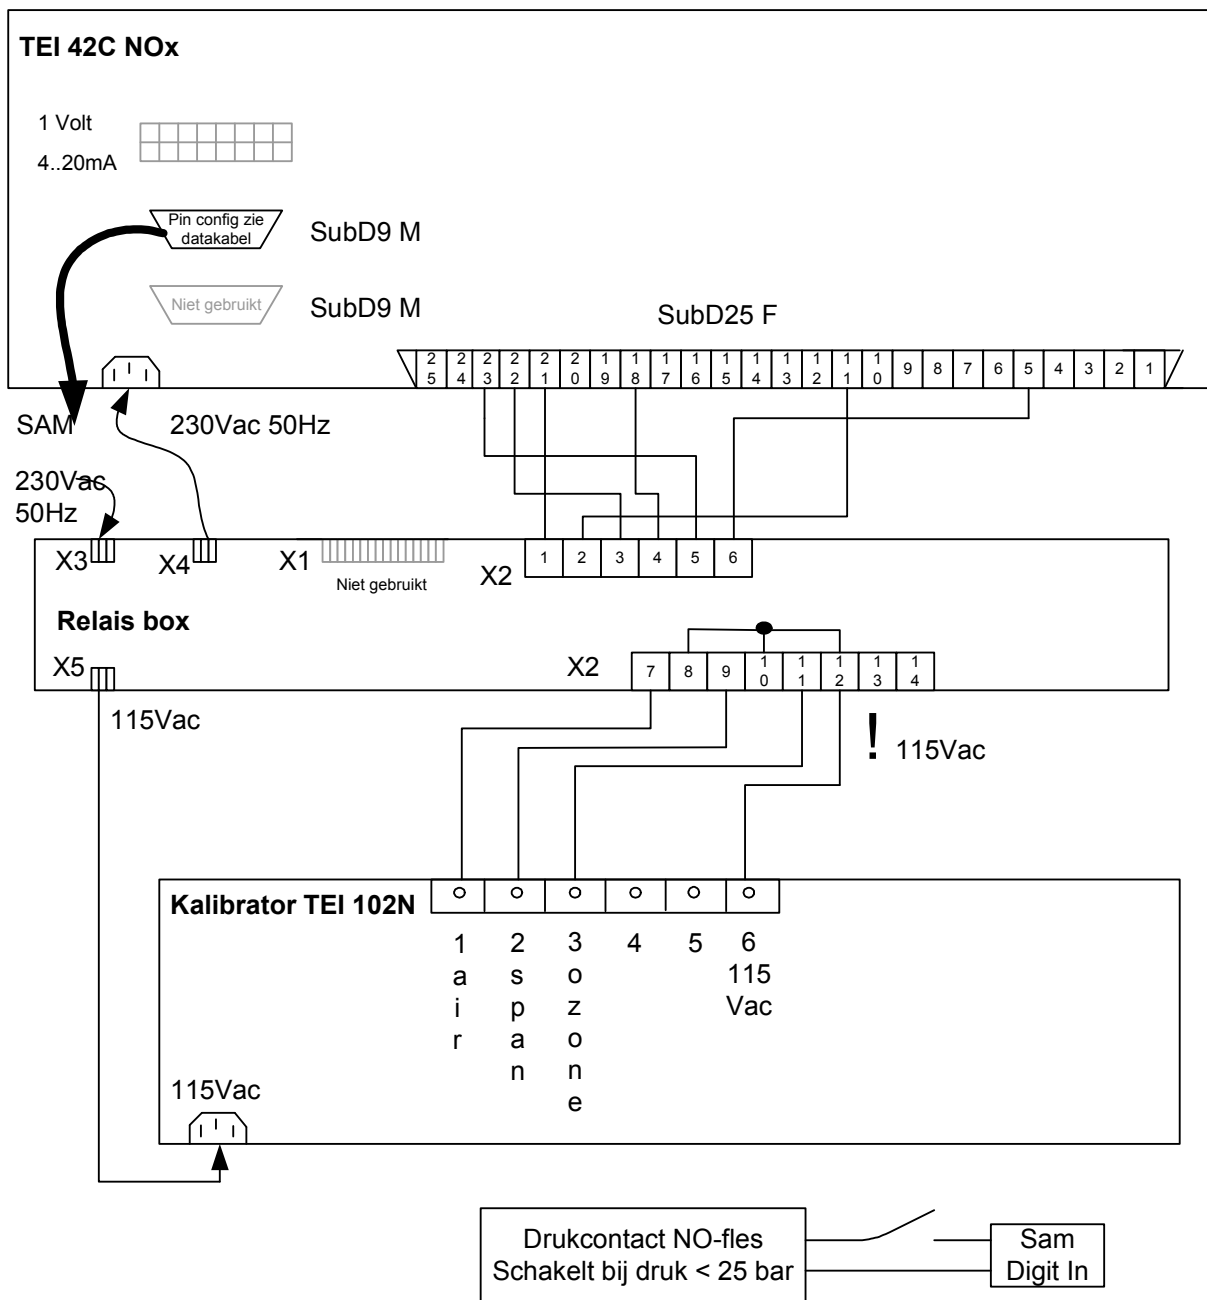 TEI 42C NOx
1 Volt
4..20mA
Pin config zie
datakabel
SubD9 M
Niet gebruikt
SubD9 M
SubD25 F
25 24 23 22 21 20 19 18 17 16 15 14 13 12 11 10 9 8 7 6 5 4 3 2 1
SAM
230Vac 50Hz
230Vac
50Hz
X3
X4
X1
Niet gebruikt
X2
1 2 3 4 5 6
Relais box
X5
X2
7 8 9 10 11 12 13 14
115Vac
! 115Vac
Kalibrator TEI 102N
1 air
2 span
3 ozone
4
5
6
115
Vac
115Vac
Drukcontact NO-fles
Schakelt bij druk < 25 bar
Sam
Digit In